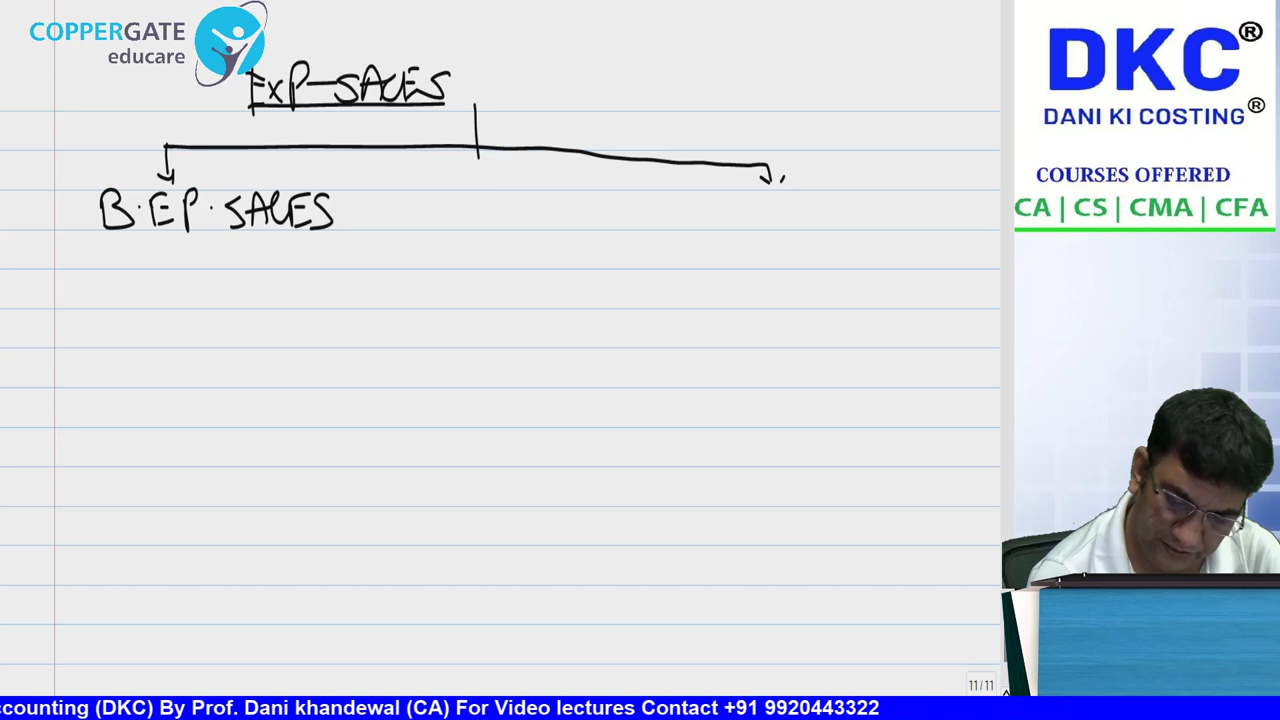 COPPERGATE
educare
EXP-SALES
B.E.P. SALES
DKC®
DANI KI COSTING®
COURSES OFFERED
CA | CS | CMA | CFA
11/11
ccounting (DKC) By Prof. Dani khandewal (CA) For Video lectures Contact +91 9920443322